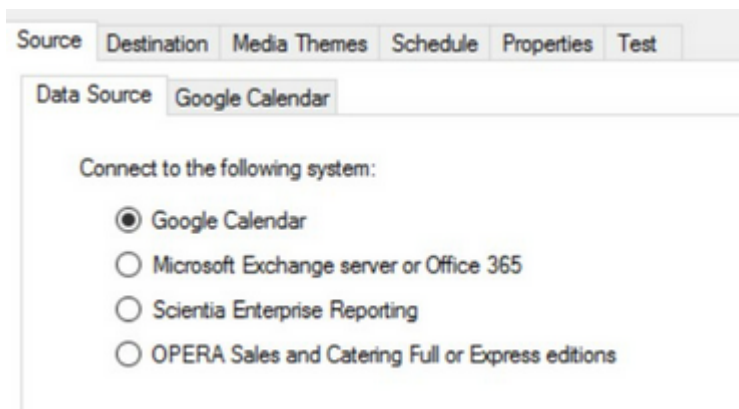 Source Destination Media Themes Schedule Properties Test
Data Source Google Calendar
Connect to the following system:
Google Calendar
Microsoft Exchange server or Office 365
Scientia Enterprise Reporting
OPERA Sales and Catering Full or Express editions